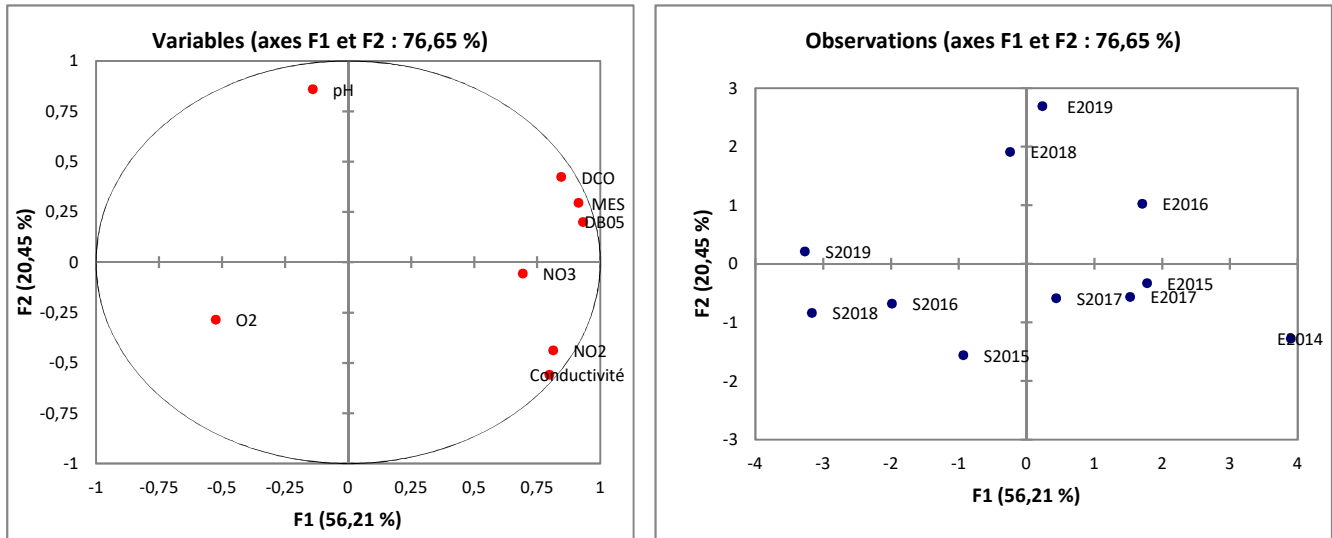 Variables (axes F1 et F2 : 76,65 %)
1
0,75
0,5
0,25
0
-0,25
-0,5
-0,75
-1
F2 (20,45 %)
pH
DCO
MES
DB05
NO3
O2
NO2
Conductivité
-1 -0,75 -0,5 -0,25 0 0,25 0,5 0,75 1
F1 (56,21 %)
Observations (axes F1 et F2 : 76,65 %)
3
2
1
0
-1
-2
-3
F2 (20,45 %)
E2019
E2018
E2016
S2019
E2015
S2017 E2017
S2016
S2018
E2014
S2015
-4 -3 -2 -1 0 1 2 3 4
F1 (56,21 %)